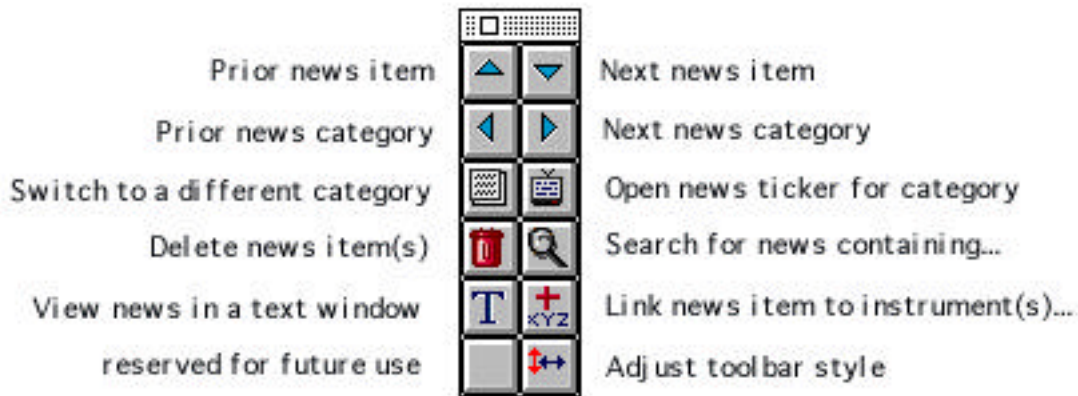 Prior news item
Next news item
Prior news category
Next news category
Switch to a different category
Open news ticker for category
Delete news item(s)
Search for news containing...
View news in a text window
T
XYZ
Link news item to instrument(s)...
reserved for future use
Adjust toolbar style